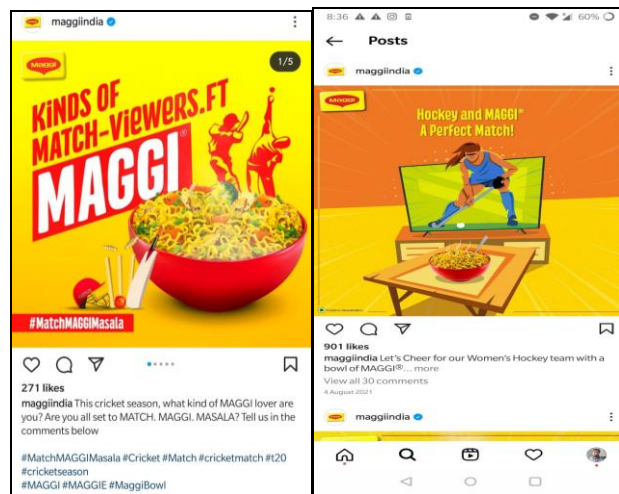 maggiindia
1/5
MAGGI
KINDS OF
MATCH-VIEWERS.FT
MAGGI®
#MatchMAGGIMasala
271 likes
maggiindia This cricket season, what kind of MAGGI lover are
you? Are you all set to MATCH. MAGGI. MASALA? Tell us in the
comments below
#MatchMAGGIMasala #Cricket #Match #cricketmatch #t20
#cricketseason
#MAGGI #MAGGIE #MaggiBowl
8:36
60%
Posts
maggiindia
MAGGI
Hockey and MAGGI®
A Perfect Match!
901 likes
maggiindia Let's Cheer for our Women's Hockey team with a
bowl of MAGGI®... more
View all 30 comments
4 August 2021
maggiindia